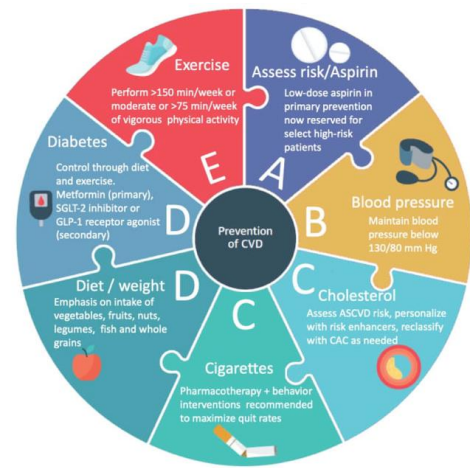 Prevention
of CVD
A
Assess risk/Aspirin
Low-dose aspirin in
primary prevention
now reserved for
select high-risk
patients
B
Blood pressure
Maintain blood
pressure below
130/80 mm Hg
C
Cholesterol
Assess ASCVD risk, personalize
with risk enhancers, reclassify
with CAC as needed
C
Cigarettes
Pharmacotherapy + behavior
interventions recommended
to maximize quit rates
D
Diet / weight
Emphasis on intake of
vegetables, fruits, nuts,
legumes, fish and whole
grains
D
Diabetes
Control through diet
and exercise.
Metformin (primary),
SGLT-2 inhibitor or
GLP-1 receptor agonist
(secondary)
E
Exercise
Perform >150 min/week or
moderate or >75 min/week
of vigorous physical activity